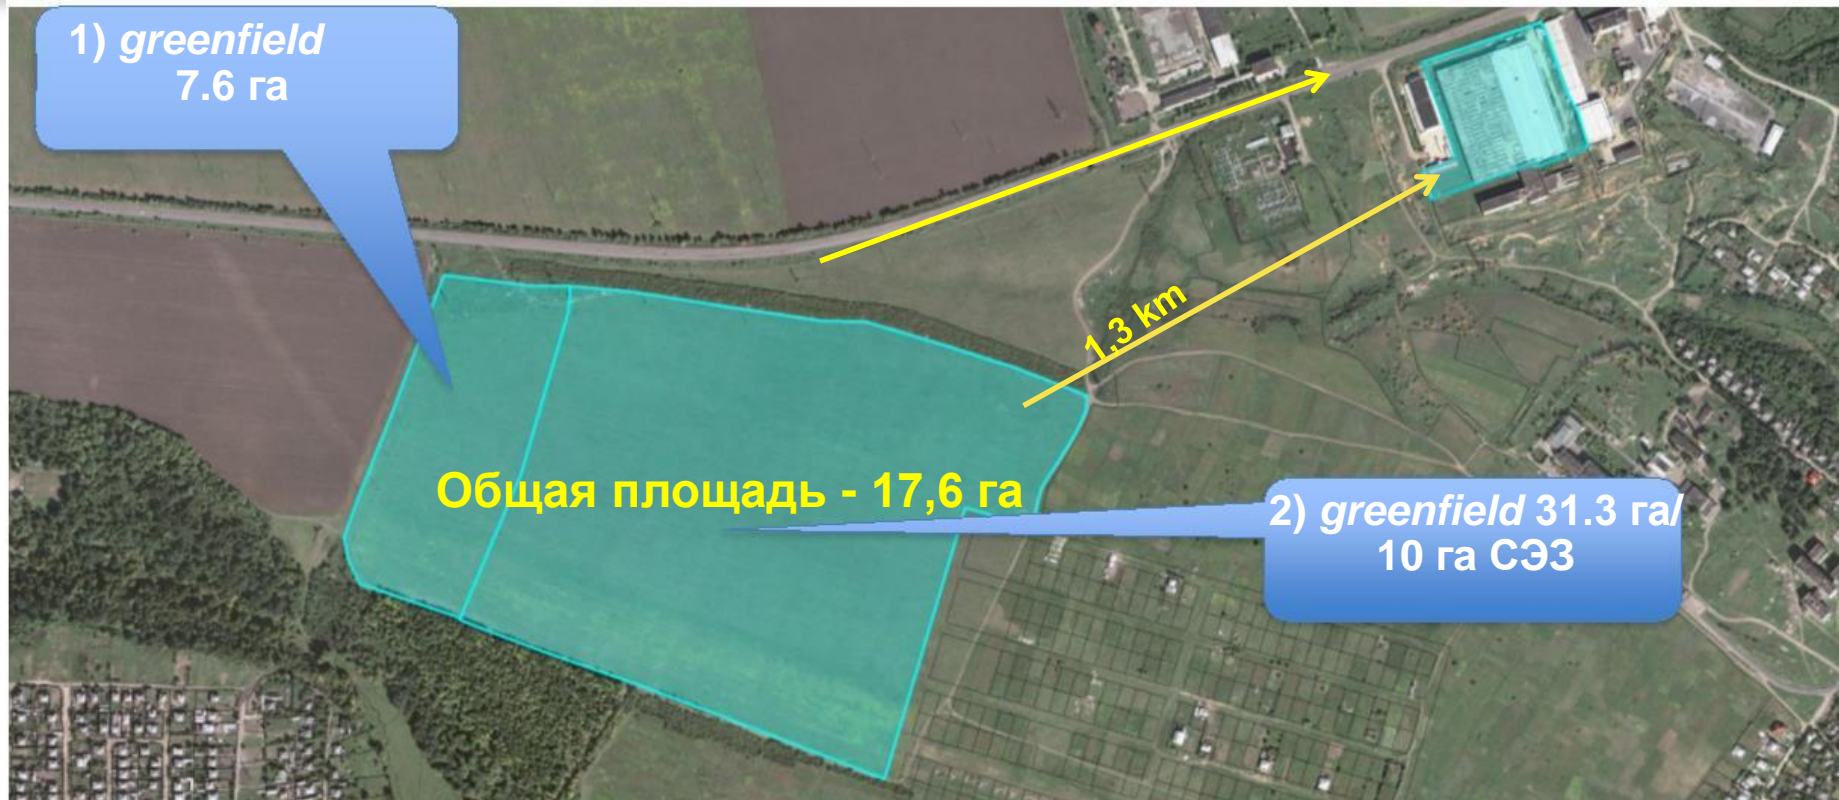 1) greenfield
7.6 га
1,3 km
Общая площадь - 17,6 га
2) greenfield 31.3 га/
10 га СЭЗ